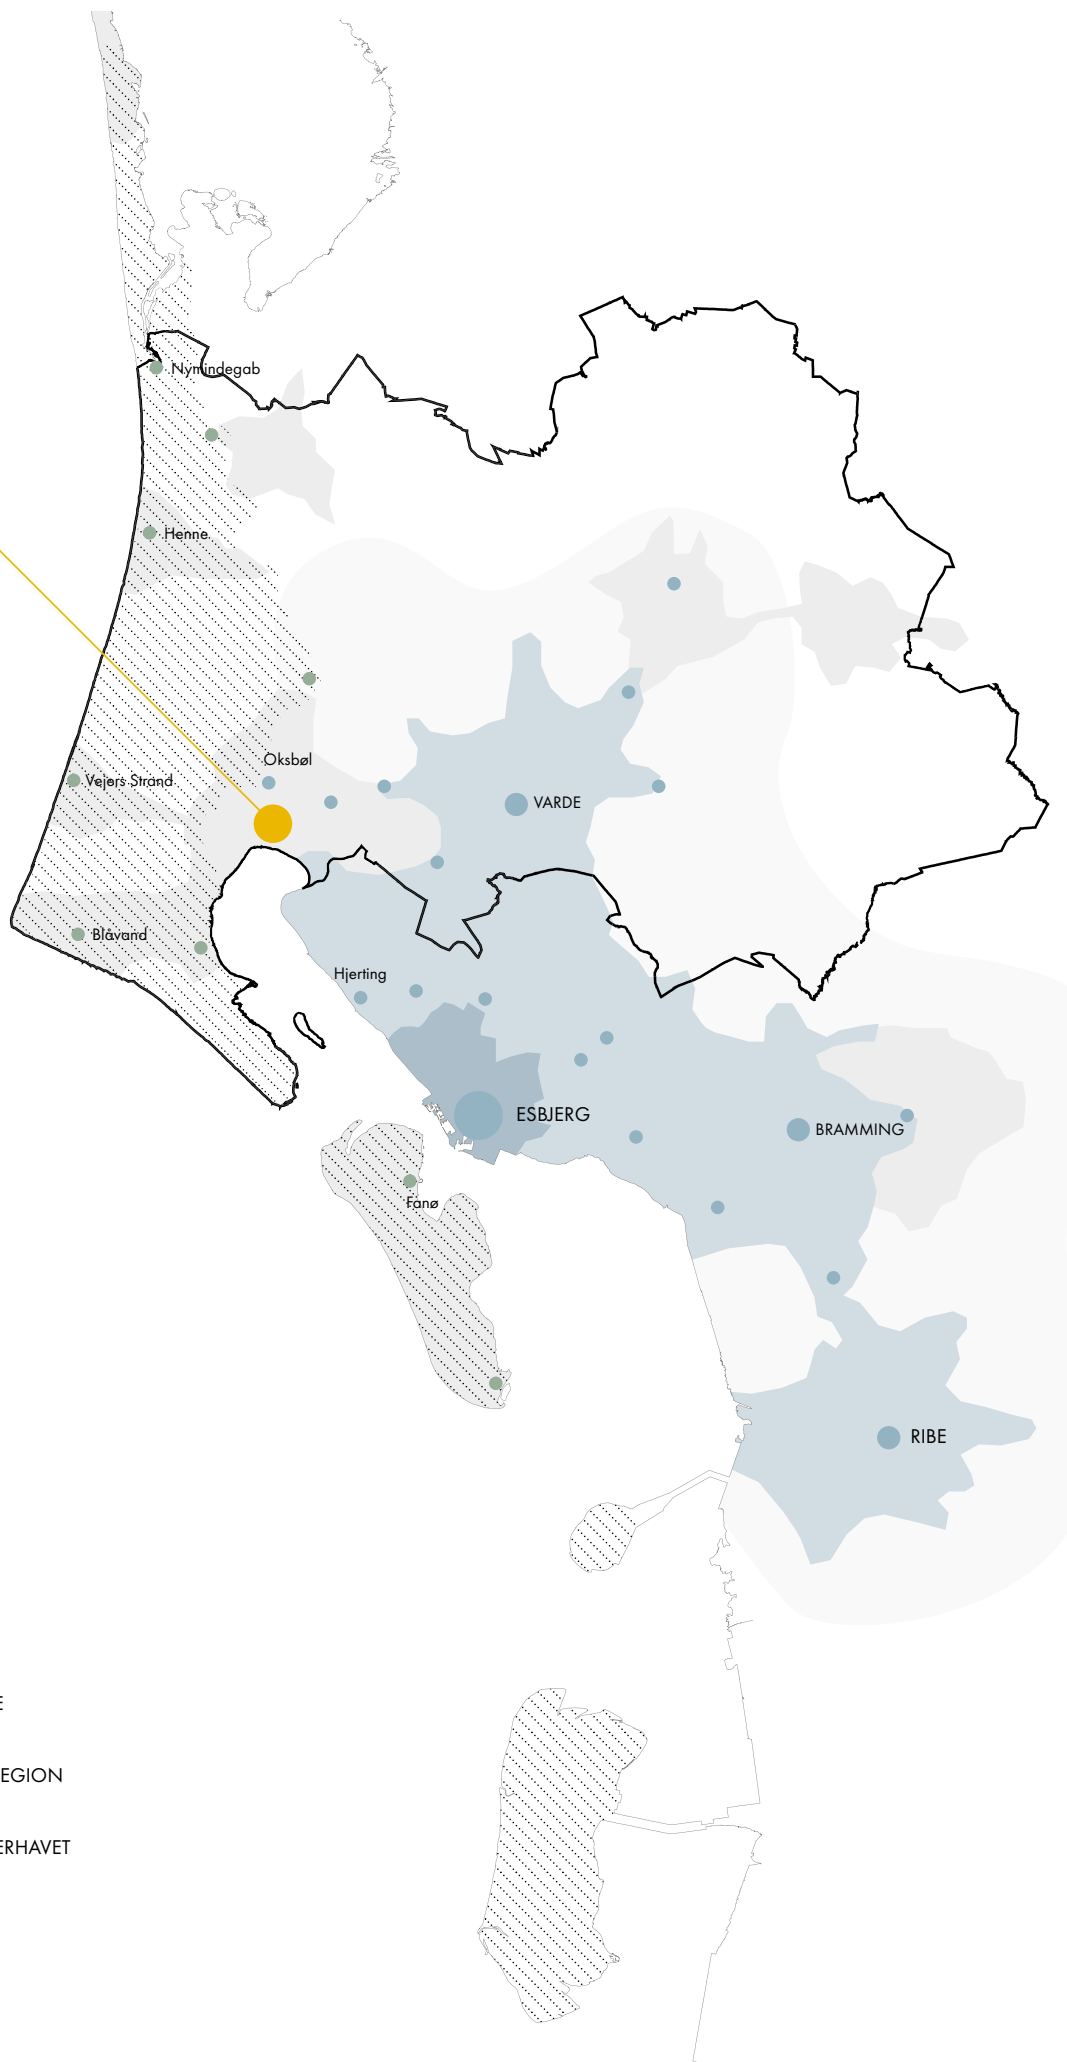 Nymindegab
Henne
Oksbøl
Vejers Strand
VARDE
Blåvand
Hjerting
ESBJERG
BRAMMING
Fanø
RIBE
E
EGION
ERHAVET